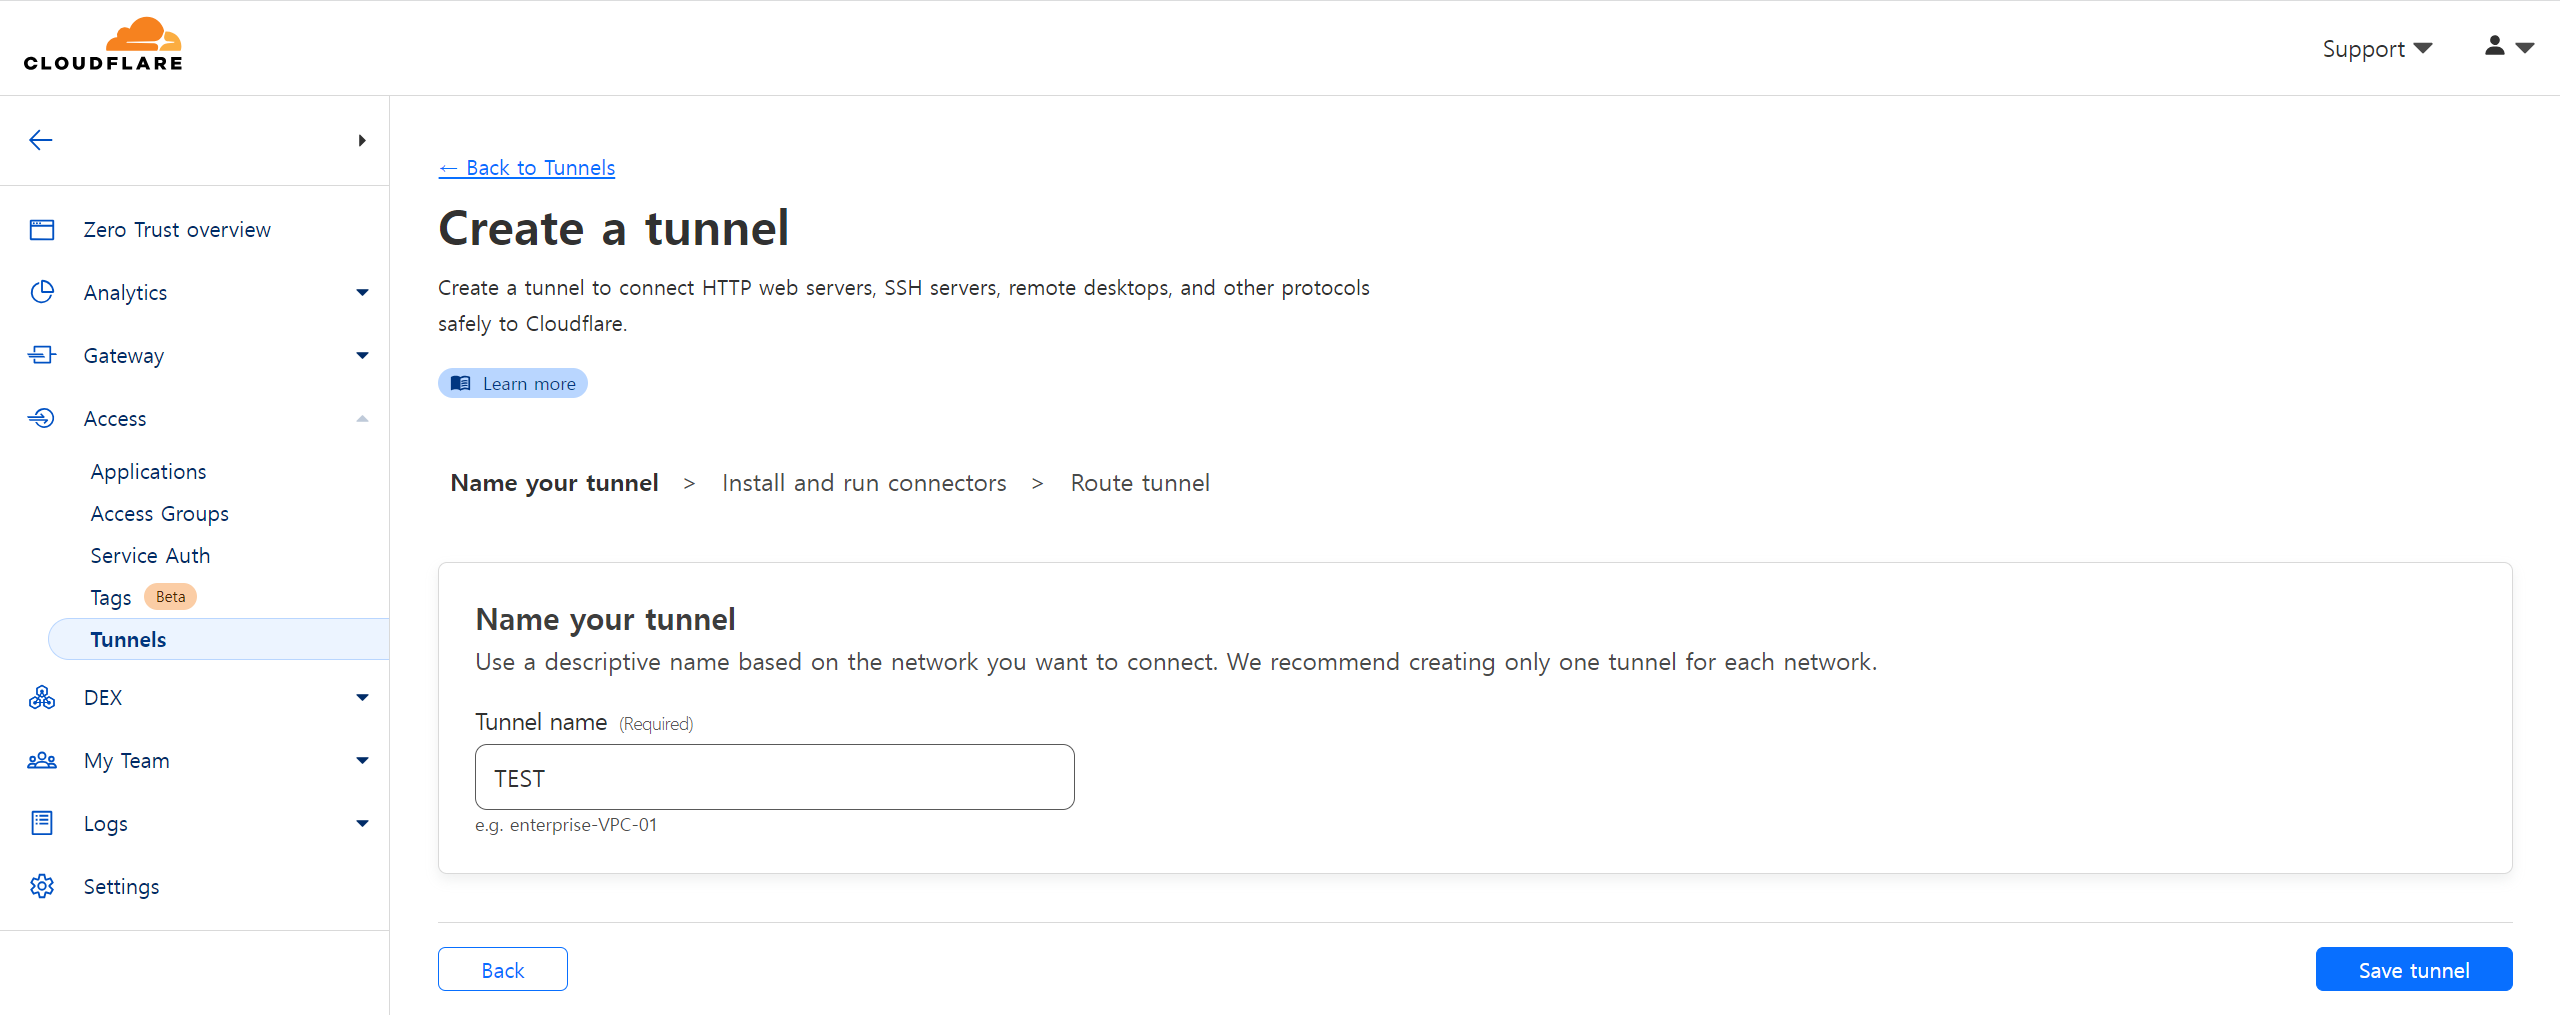 CLOUDFLARE
Support
Zero Trust overview
Analytics
Gateway
Access
Applications
Access Groups
Service Auth
Tags Beta
Tunnels
DEX
My Team
Logs
Settings
← Back to Tunnels
Create a tunnel
Create a tunnel to connect HTTP web servers, SSH servers, remote desktops, and other protocols
safely to Cloudflare.
Learn more
Name your tunnel > Install and run connectors > Route tunnel
Name your tunnel
Use a descriptive name based on the network you want to connect. We recommend creating only one tunnel for each network.
Tunnel name (Required)
TEST
e.g. enterprise-VPC-01
Back
Save tunnel